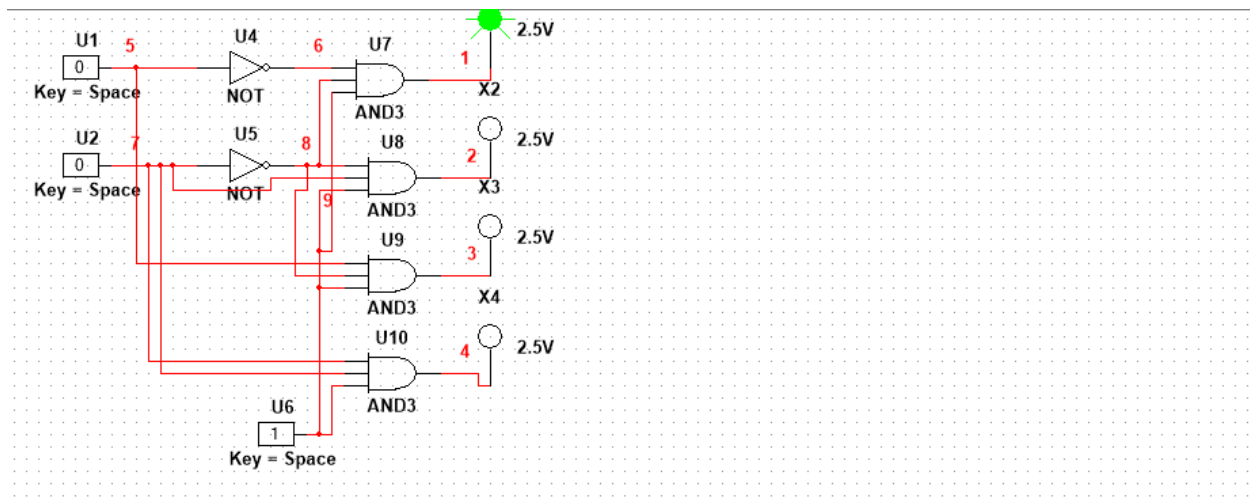 2.5V
U1
5
U4
6
U7
1
0
Key = Space
NOT
X2
AND3
U2
7
U5
8
U8
2.5V
2
0
Key = Space
NOT
9
X3
AND3
U9
2.5V
3
AND3
X4
U10
4
2.5V
AND3
U6
1
Key = Space